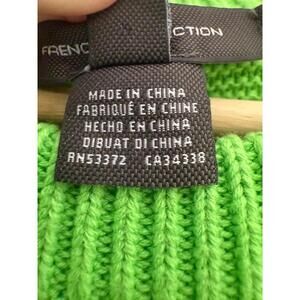 FRENC CTION
MADE IN CHINA
FABRIQUÉ EN CHINE
HECHO EN CHINA
DIBUAT DI CHINA
RN53372 CA34338